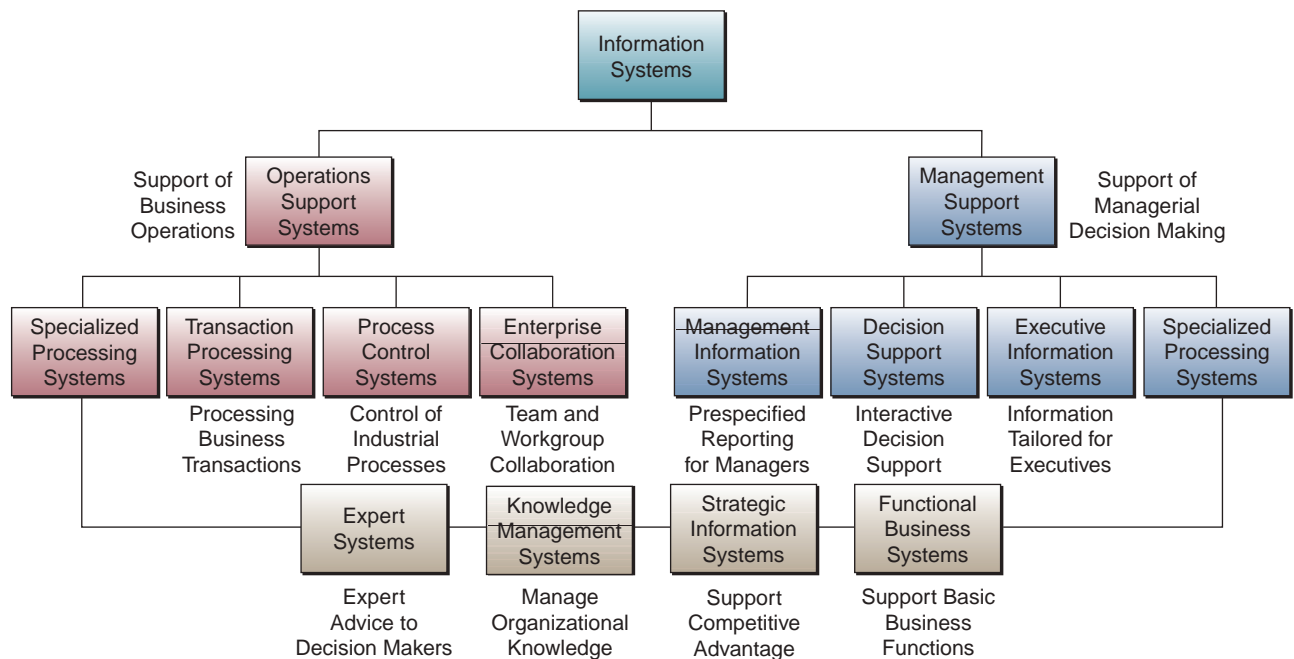 Information
Systems
Support of
Business
Operations
Operations
Support
Systems
Management
Support
Systems
Support of
Managerial
Decision Making
Specialized
Processing
Systems
Transaction
Processing
Systems
Process
Control
Systems
Enterprise
Collaboration
Systems
Management
Information
Systems
Decision
Support
Systems
Executive
Information
Systems
Specialized
Processing
Systems
Processing
Business
Transactions
Control of
Industrial
Processes
Team and
Workgroup
Collaboration
Prespecified
Reporting
for Managers
Interactive
Decision
Support
Information
Tailored for
Executives
Expert
Systems
Knowledge
Management
Systems
Strategic
Information
Systems
Functional
Business
Systems
Expert
Advice to
Decision Makers
Manage
Organizational
Knowledge
Support
Competitive
Advantage
Support Basic
Business
Functions